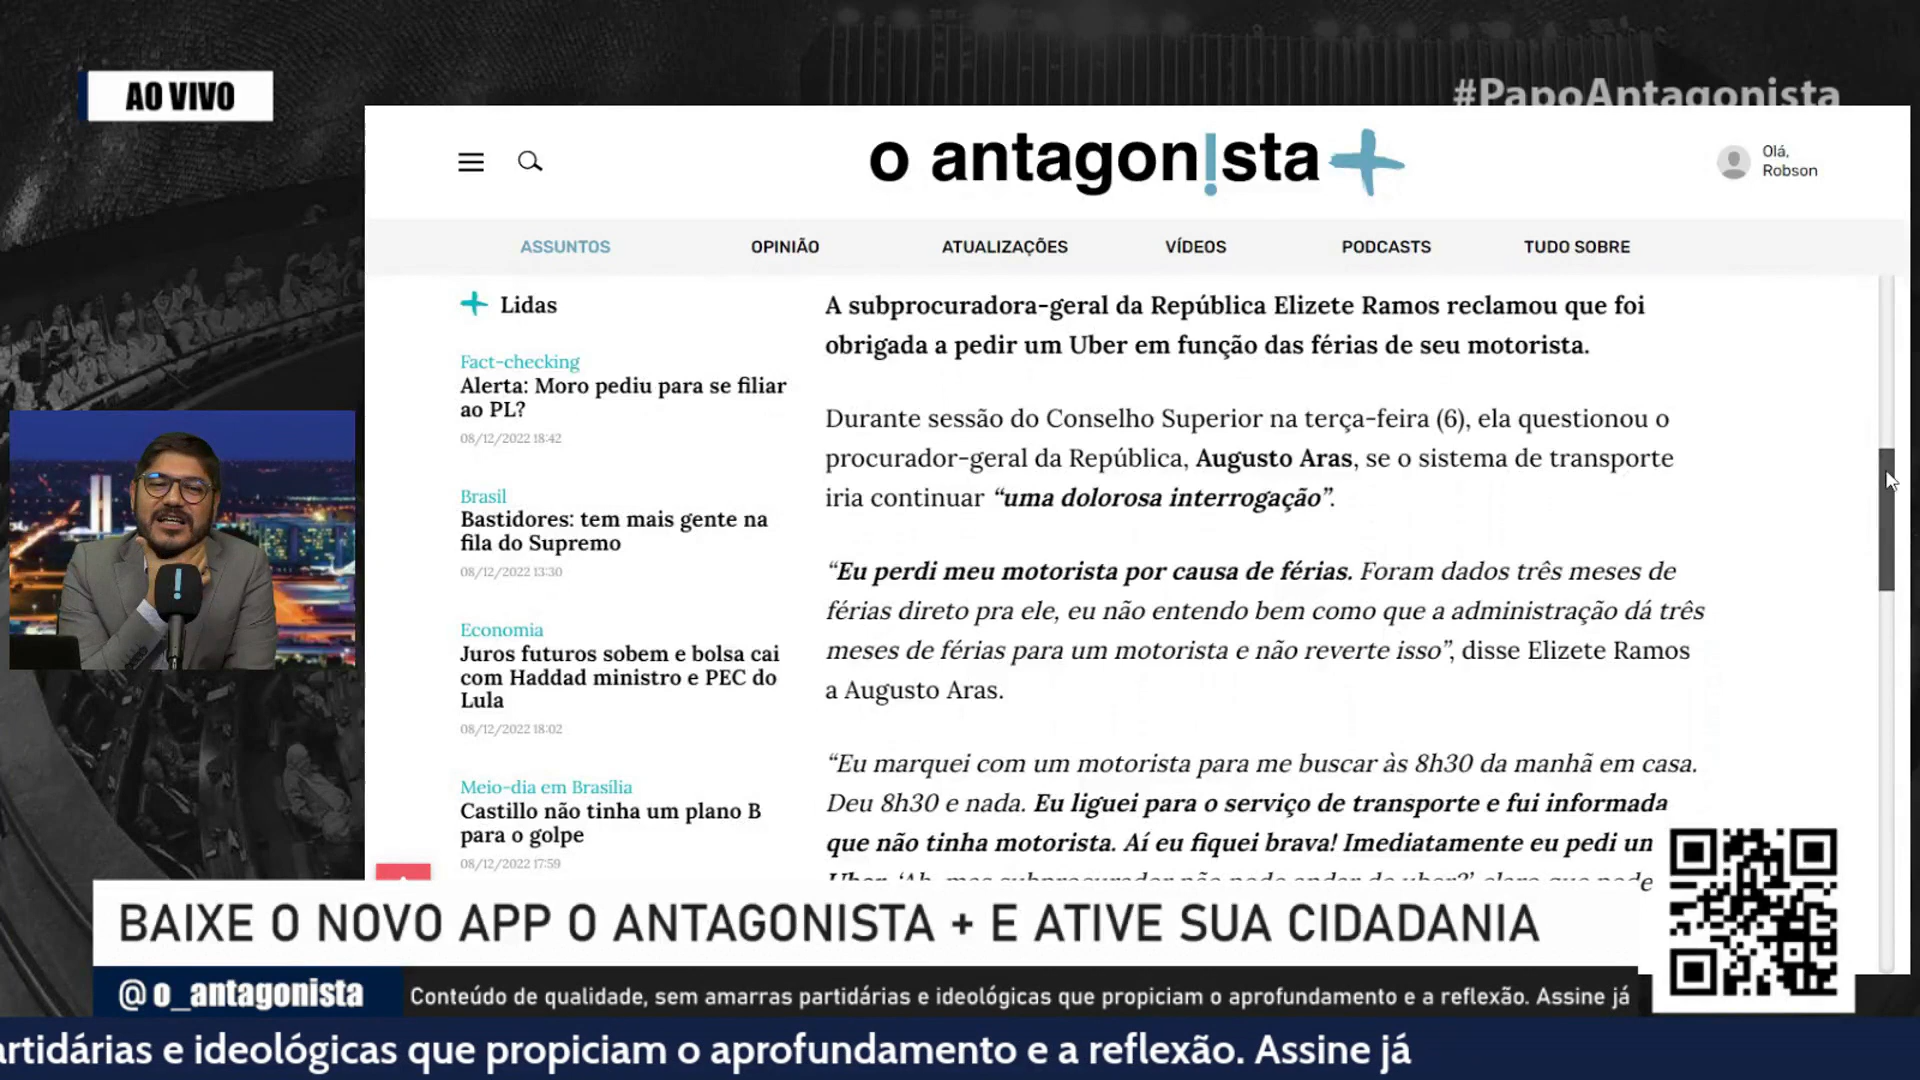 AO VIVO
#PapoAntagonista
o antagon!sta+
Olá,
Robson
ASSUNTOS OPINIÃO ATUALIZAÇÕES VÍDEOS PODCASTS TUDO SOBRE
+ Lidas
Fact-checking
Alerta: Moro pediu para se filiar
ao PL?
08/12/2022 18:42
Brasil
Bastidores: tem mais gente na
fila do Supremo
08/12/2022 13:30
Economia
Juros futuros sobem e bolsa cai
com Haddad ministro e PEC do
Lula
08/12/2022 18:02
Meio-dia em Brasília
Castillo não tinha um plano B
para o golpe
08/12/2022 17:59
A subprocuradora-geral da República Elizete Ramos reclamou que foi
obrigada a pedir um Uber em função das férias de seu motorista.
Durante sessão do Conselho Superior na terça-feira (6), ela questionou o
procurador-geral da República, Augusto Aras, se o sistema de transporte
iria continuar “uma dolorosa interrogação”.
“Eu perdi meu motorista por causa de férias. Foram dados três meses de
férias direto pra ele, eu não entendo bem como que a administração dá três
meses de férias para um motorista e não reverte isso”, disse Elizete Ramos
a Augusto Aras.
“Eu marquei com um motorista para me buscar às 8h30 da manhã em casa.
Deu 8h30 e nada. Eu liguei para o serviço de transporte e fui informada
que não tinha motorista. Aí eu fiquei brava! Imediatamente eu pedi un
Uber. ‘Ah, mas subprocurador não pode andar de uber?’ claro que pode
BAIXE O NOVO APP O ANTAGONISTA + E ATIVE SUA CIDADANIA
@o_antagonista
Conteúdo de qualidade, sem amarras partidárias e ideológicas que propiciam o aprofundamento e a reflexão. Assine já
artidárias e ideológicas que propiciam o aprofundamento e a reflexão. Assine já